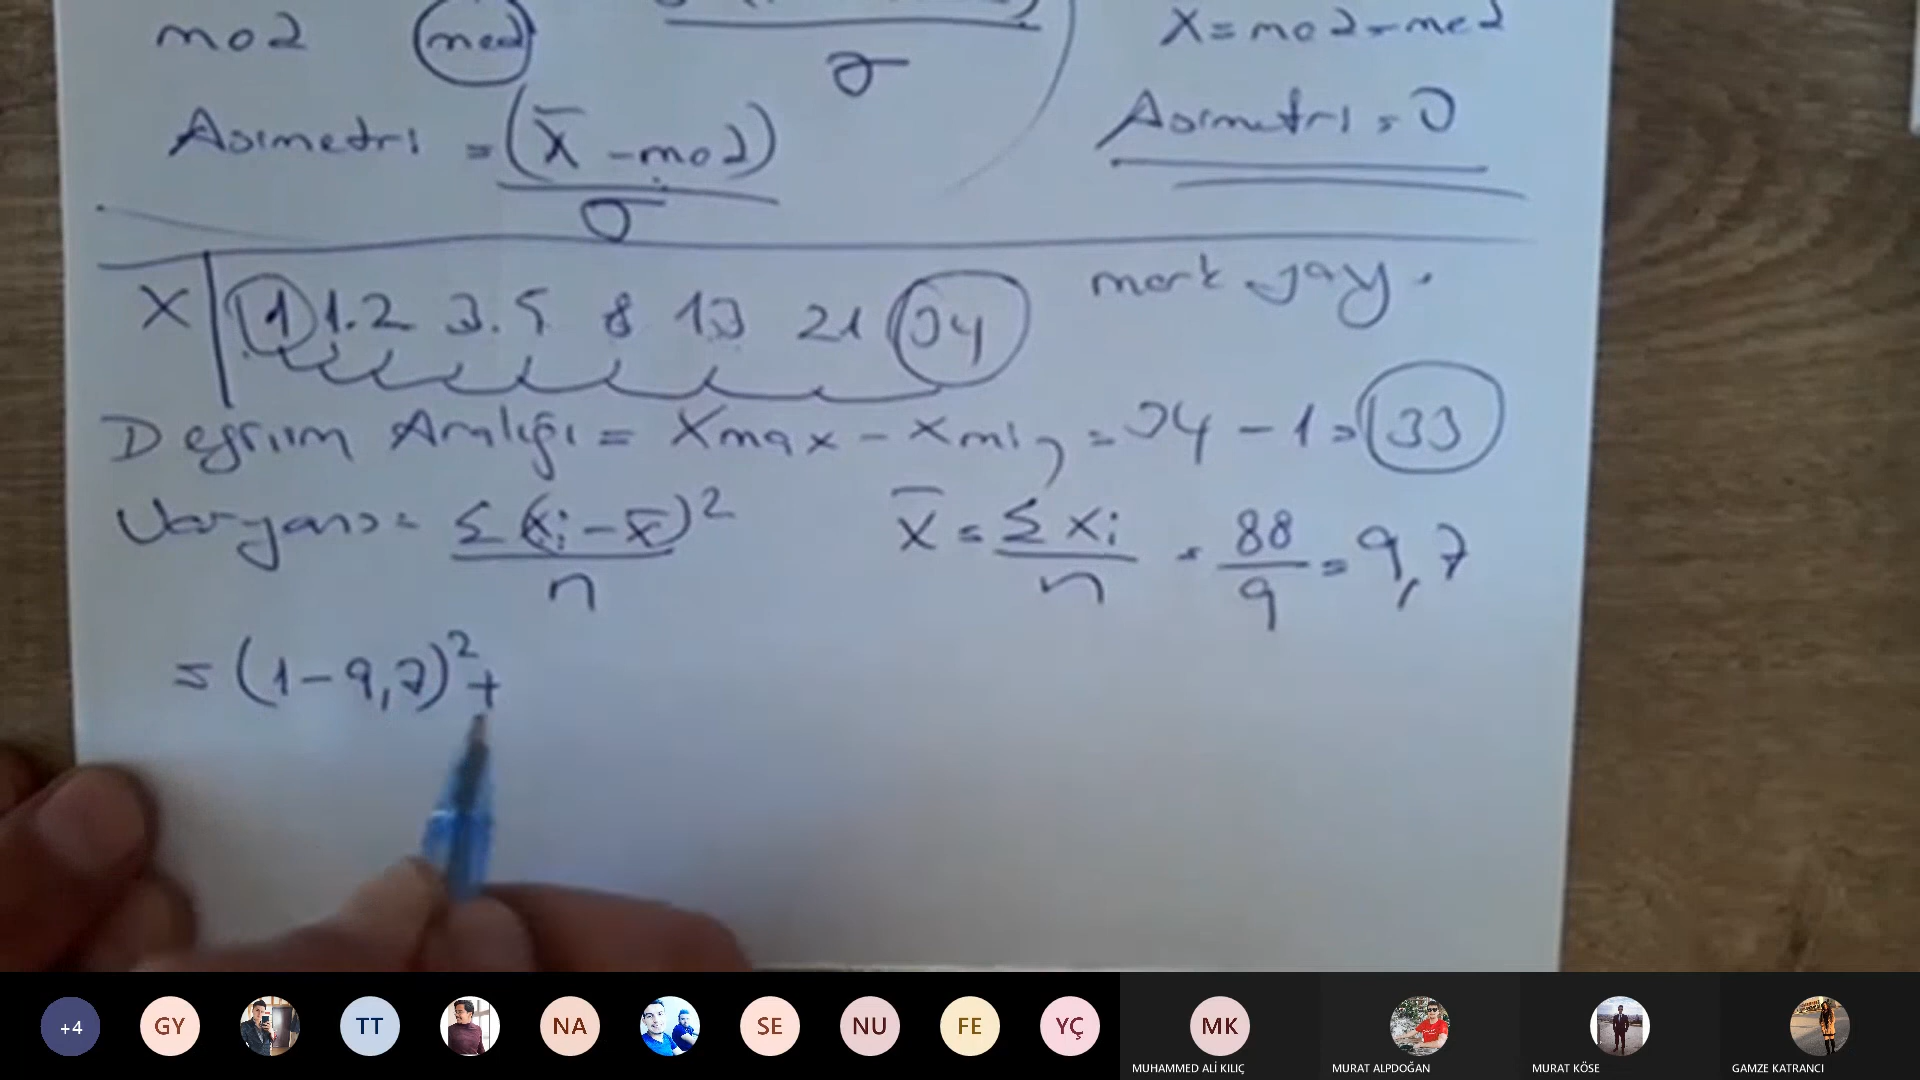 mod med σ x̄=mod=med
Asimetri = (x̄ - mod) / σ Asimetri = 0
X | 1 1.2 3.5 8 13 21 34
Değişim Aralığı = Xmax - Xmin = 34 - 1 = 33
Varyans = Σ(xi - x̄)² / n x̄ = Σxi / n = 88 / 9 = 9,7
= (1-9,7)² +
+4 GY TT NA SE NU FE YÇ MK
MUHAMMED ALİ KILIÇ MURAT ALPDOĞAN MURAT KÖSE GAMZE KATRANCI